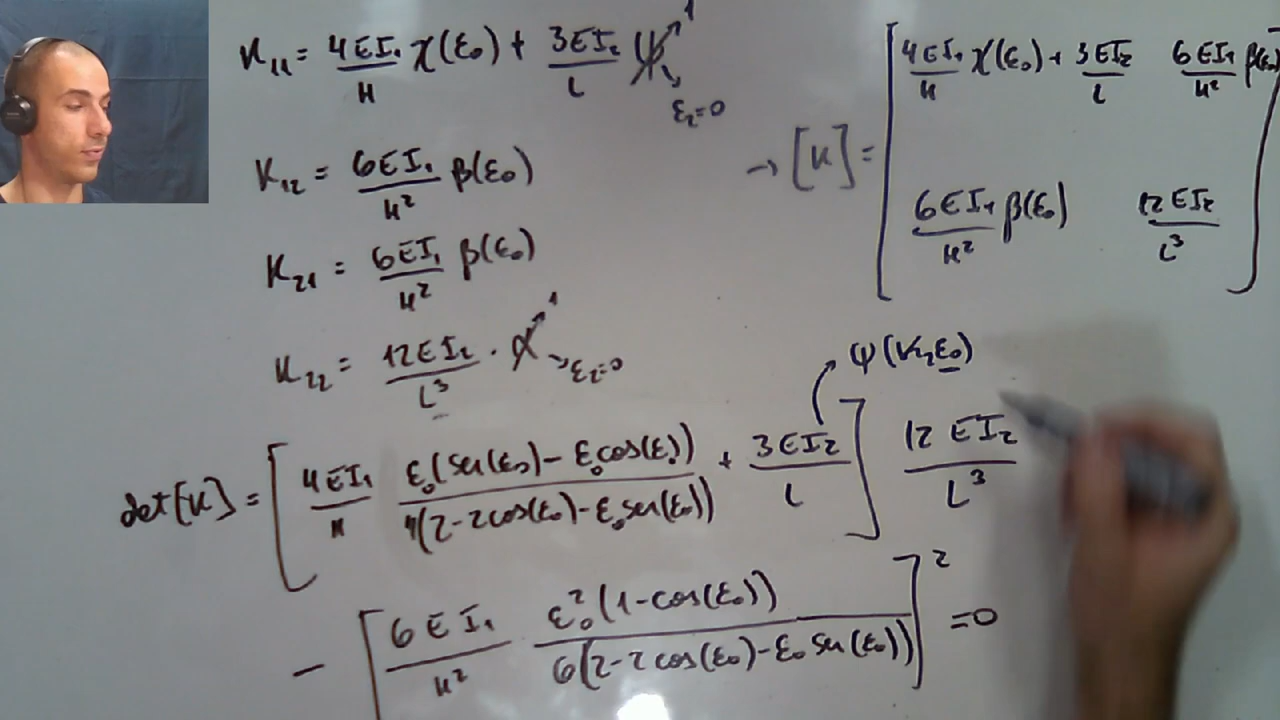 K₁₁ = 4EI₁/H χ(ε₀) + 3EI₂/L ψ → 1
ε₂=0
K₁₂ = 6EI₁/H² β(ε₀)
K₂₁ = 6EI₁/H² β(ε₀)
K₂₂ = 12EI₂/L³ · α → 1
ε₂=0
→ [K] = [ 4EI₁/H χ(ε₀) + 3EI₂/L 6EI₁/H² β(ε₀)
6EI₁/H² β(ε₀) 12EI₂/L³ ]
ψ(K₂ε₀)
det[K] = [ 4EI₁/H ε₀(sen(ε₀) - ε₀cos(ε₀))/4(2-2cos(ε₀)-ε₀sen(ε₀)) + 3EI₂/L ] 12EI₂/L³
- [ 6EI₁/H² ε₀²(1-cos(ε₀))/6(2-2cos(ε₀)-ε₀sen(ε₀)) ]² =0